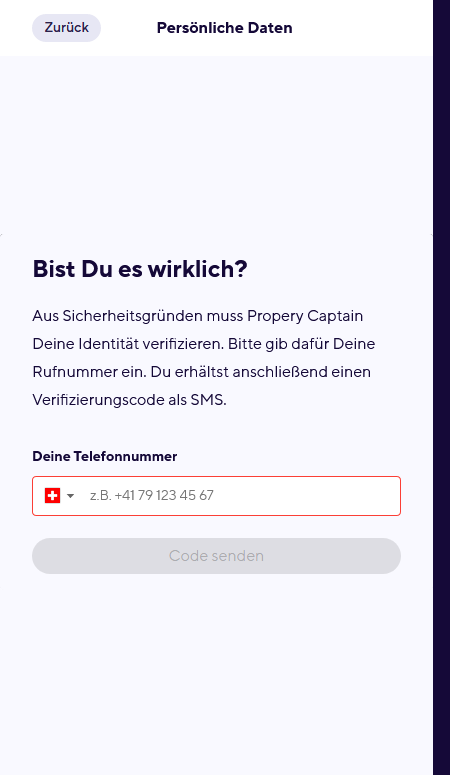 Zurück
Persönliche Daten
Bist Du es wirklich?
Aus Sicherheitsgründen muss Propery Captain
Deine Identität verifizieren. Bitte gib dafür Deine
Rufnummer ein. Du erhältst anschließend einen
Verifizierungscode als SMS.
Deine Telefonnummer
z.B. +41 79 123 45 67
Code senden